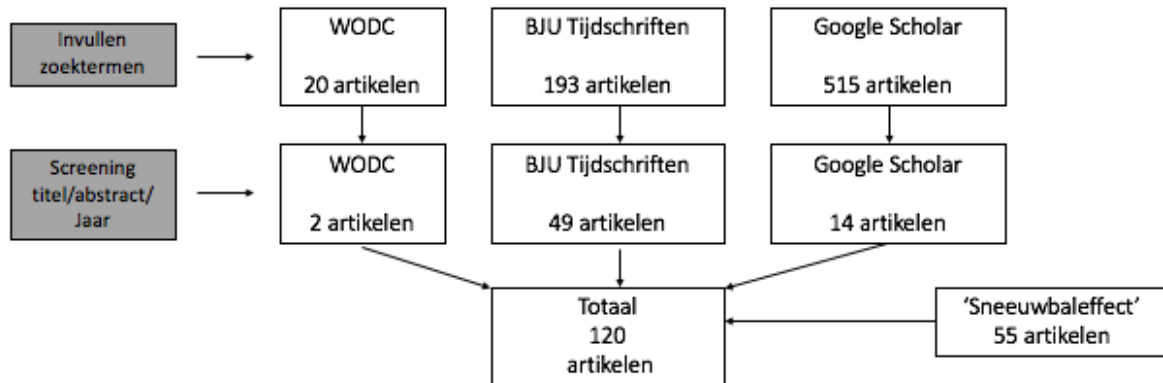 Invullen
zoektermen
WODC
20 artikelen
BJU Tijdschriften
193 artikelen
Google Scholar
515 artikelen
Screening
titel/abstract/
Jaar
WODC
2 artikelen
BJU Tijdschriften
49 artikelen
Google Scholar
14 artikelen
Totaal
120
artikelen
‘Sneeuwbaleffect’
55 artikelen